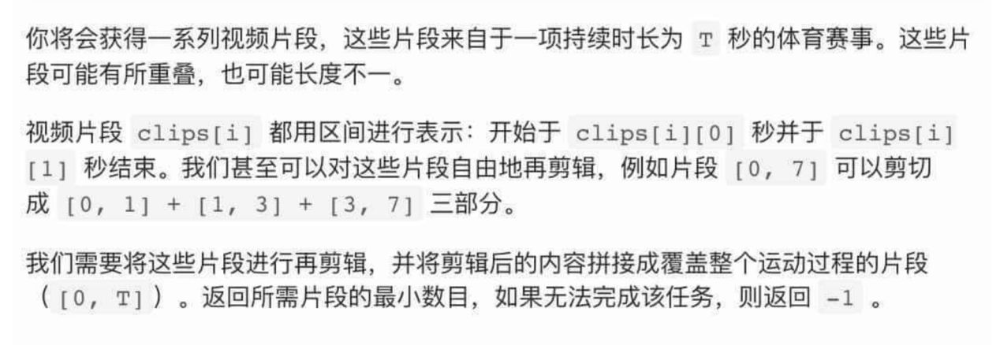 你将会获得一系列视频片段，这些片段来自于一项持续时长为 T 秒的体育赛事。这些片
段可能有所重叠，也可能长度不一。
视频片段 clips[i] 都用区间进行表示：开始于 clips[i][0] 秒并于 clips[i]
[1] 秒结束。我们甚至可以对这些片段自由地再剪辑，例如片段 [0, 7] 可以剪切
成 [0, 1] + [1, 3] + [3, 7] 三部分。
我们需要将这些片段进行再剪辑，并将剪辑后的内容拼接成覆盖整个运动过程的片段
（[0, T]）。返回所需片段的最小数目，如果无法完成该任务，则返回 -1 。